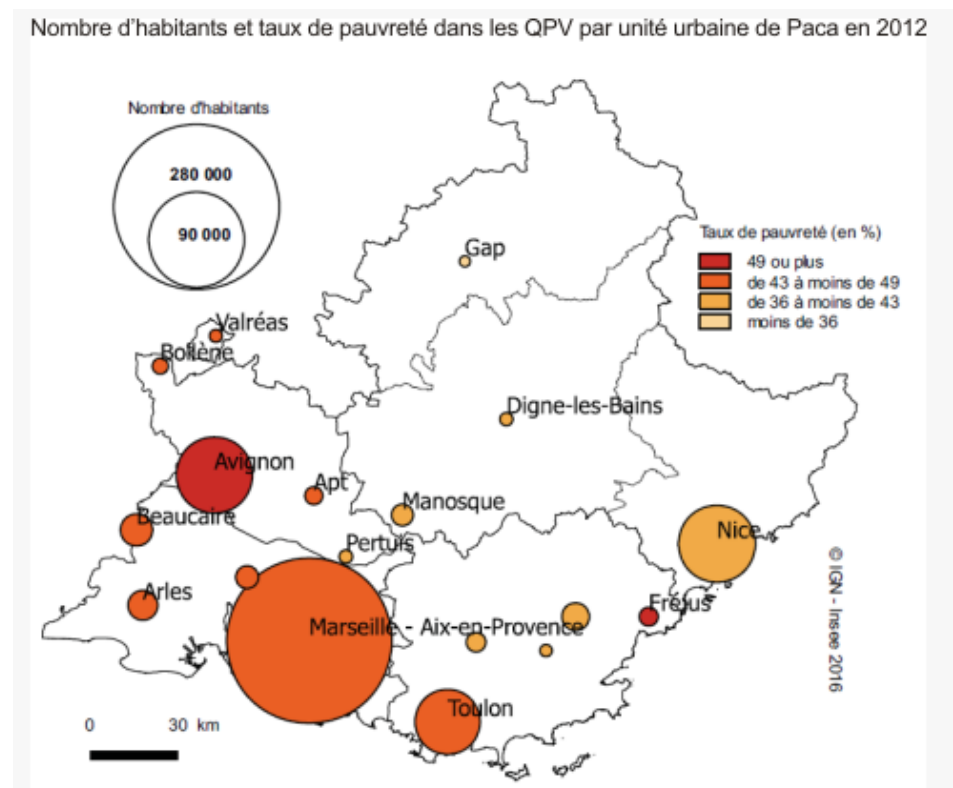 Nombre d'habitants et taux de pauvreté dans les QPV par unité urbaine de Paca en 2012
Nombre d'habitants
280 000
90 000
Gap
Taux de pauvreté (en %)
49 ou plus
de 43 à moins de 49
de 36 à moins de 43
moins de 36
Valréas
Bollène
Digne-les-Bains
Avignon
Apt
Manosque
Beaucaire
Nice
Pertuis
Arles
Fréjus
Marseille - Aix-en-Provence
Toulon
0 30 km
© IGN - Insee 2016